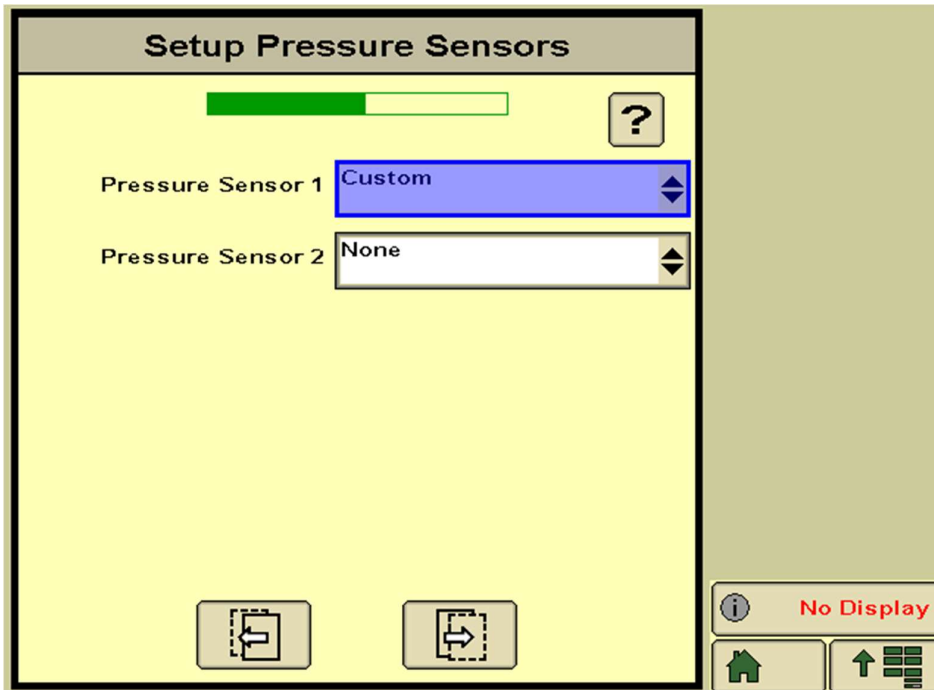 Setup Pressure Sensors
?
Pressure Sensor 1 Custom
Pressure Sensor 2 None
No Display